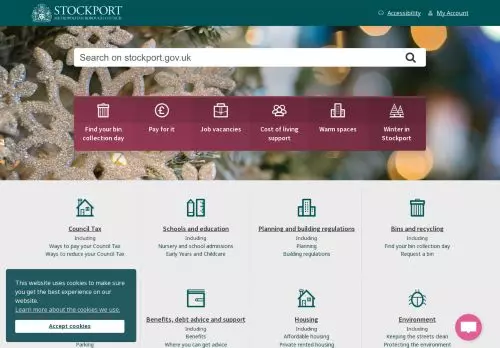 STOCKPORT
METROPOLITAN BOROUGH COUNCIL
Accessibility
My Account
Search on stockport.gov.uk
Find your bin
collection day
Pay for it
Job vacancies
Cost of living
support
Warm spaces
Winter in
Stockport
Council Tax
Including
Ways to pay your Council Tax
Ways to reduce your Council Tax
Schools and education
Including
Nursery and school admissions
Early Years and Childcare
Planning and building regulations
Including
Planning
Building regulations
Bins and recycling
Including
Find your bin collection day
Request a bin
This website uses cookies to make sure
you get the best experience on our
website.
Learn more about the cookies we use.
Accept cookies
Parking
Benefits, debt advice and support
Including
Benefits
Where you can get advice
Housing
Including
Affordable housing
Private rented housing
Environment
Including
Keeping the streets clean
Protecting the environment